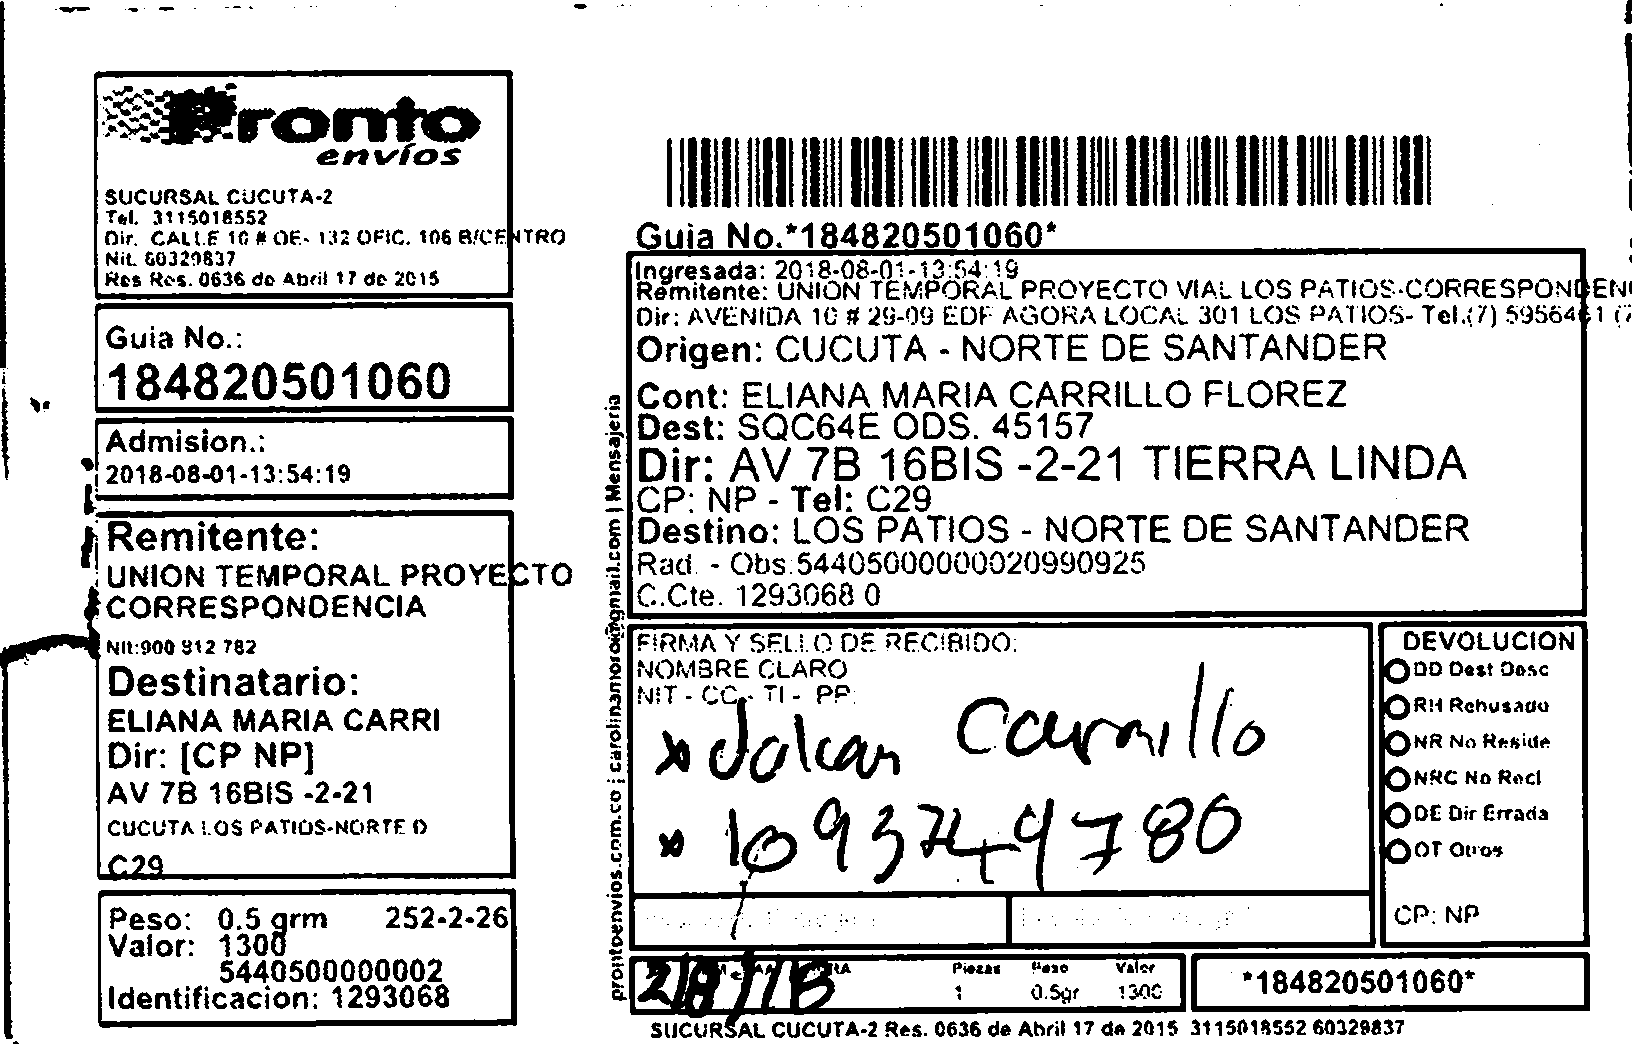 Pronto
envíos
SUCURSAL CUCUTA-2
Tel. 3115018552
Dir. CALLE 10 # OE- 132 OFIC. 106 B/CENTRO
Nit. 60329837
Res Res. 0636 de Abril 17 de 2015
Guia No.:
184820501060
Admision.:
2018-08-01-13:54:19
Remitente:
UNION TEMPORAL PROYECTO
CORRESPONDENCIA
Nit:900 912 782
Destinatario:
ELIANA MARIA CARRI
Dir: [CP NP]
AV 7B 16BIS -2-21
CUCUTA LOS PATIOS-NORTE D
C29
Peso: 0.5 grm 252-2-26
Valor: 1300
5440500000002
Identificacion: 1293068
prontoenvios.com.co | carolinamoro@gmail.com | Mensajeria
Guia No.*184820501060*
Ingresada: 2018-08-01-13:54:19
Remitente: UNION TEMPORAL PROYECTO VIAL LOS PATIOS-CORRESPONDEN
Dir: AVENIDA 10 # 29-09 EDF AGORA LOCAL 301 LOS PATIOS- Tel.(7) 5956461 (7
Origen: CUCUTA - NORTE DE SANTANDER
Cont: ELIANA MARIA CARRILLO FLOREZ
Dest: SQC64E ODS. 45157
Dir: AV 7B 16BIS -2-21 TIERRA LINDA
CP: NP - Tel: C29
Destino: LOS PATIOS - NORTE DE SANTANDER
Rad. - Obs:544050000000020990925
C.Cte. 1293068 0
FIRMA Y SELLO DE RECIBIDO:
NOMBRE CLARO
NIT - CC - TI - PP:
x Carrillo
x 1093749780
DEVOLUCION
DD Dest Desc
RH Rehusado
NR No Reside
NRC No Recl
DE Dir Errada
OT Otros
CP: NP
2/8/18
Piezas Peso Valor
1 0.5gr 1300
*184820501060*
SUCURSAL CUCUTA-2 Res. 0636 de Abril 17 de 2015 3115018552 60329837